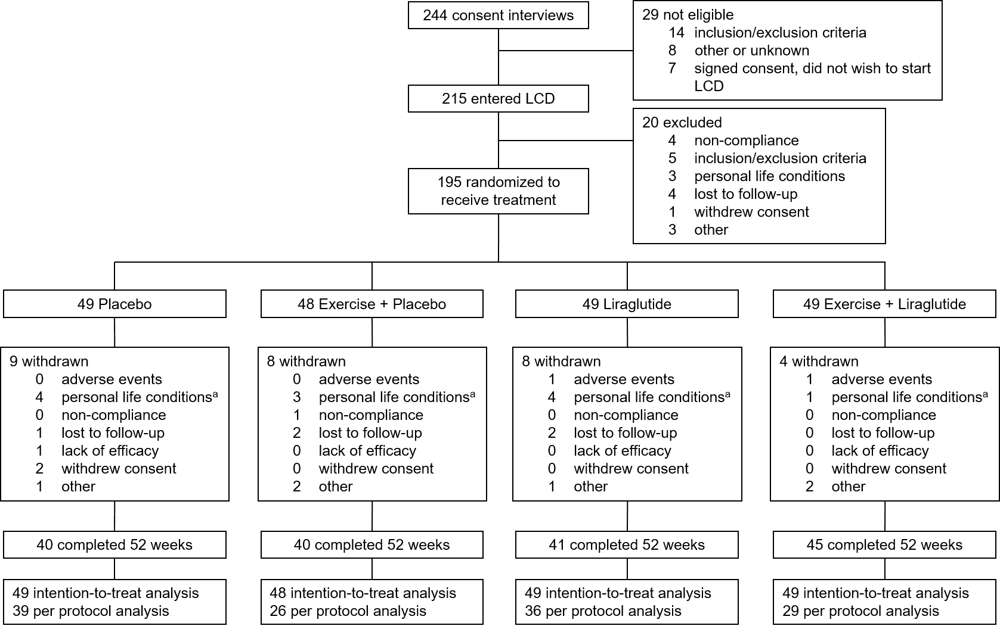 244 consent interviews
29 not eligible
14 inclusion/exclusion criteria
8 other or unknown
7 signed consent, did not wish to start
LCD
215 entered LCD
20 excluded
4 non-compliance
5 inclusion/exclusion criteria
3 personal life conditions
4 lost to follow-up
1 withdrew consent
3 other
195 randomized to
receive treatment
49 Placebo
9 withdrawn
0 adverse events
4 personal life conditionsᵃ
0 non-compliance
1 lost to follow-up
1 lack of efficacy
2 withdrew consent
1 other
40 completed 52 weeks
49 intention-to-treat analysis
39 per protocol analysis
48 Exercise + Placebo
8 withdrawn
0 adverse events
3 personal life conditionsᵃ
1 non-compliance
2 lost to follow-up
0 lack of efficacy
0 withdrew consent
2 other
40 completed 52 weeks
48 intention-to-treat analysis
26 per protocol analysis
49 Liraglutide
8 withdrawn
1 adverse events
4 personal life conditionsᵃ
0 non-compliance
2 lost to follow-up
0 lack of efficacy
0 withdrew consent
1 other
41 completed 52 weeks
49 intention-to-treat analysis
36 per protocol analysis
49 Exercise + Liraglutide
4 withdrawn
1 adverse events
1 personal life conditionsᵃ
0 non-compliance
0 lost to follow-up
0 lack of efficacy
0 withdrew consent
2 other
45 completed 52 weeks
49 intention-to-treat analysis
29 per protocol analysis